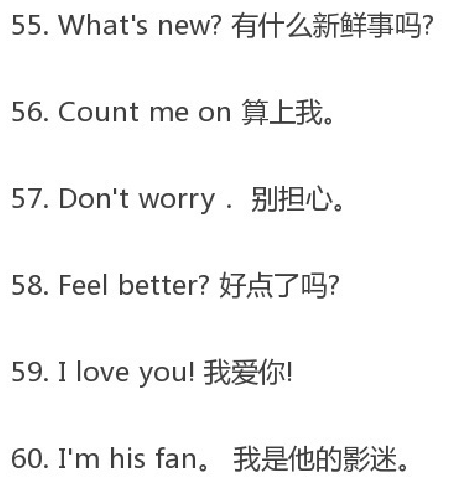 55. What's new? 有什么新鲜事吗?
56. Count me on 算上我。
57. Don't worry． 别担心。
58. Feel better? 好点了吗?
59. I love you! 我爱你!
60. I'm his fan。 我是他的影迷。